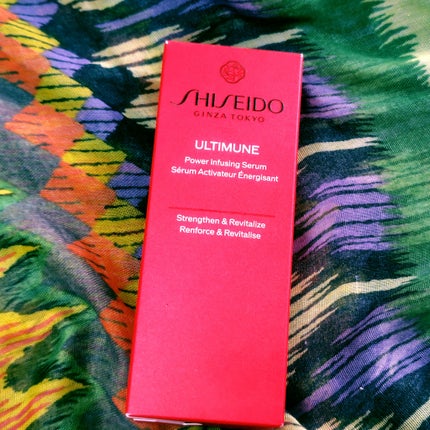 SHISEIDO
GINZA TOKYO
ULTIMUNE
Power Infusing Serum
Sérum Activateur Énergisant
Strengthen & Revitalize
Renforce & Revitalise